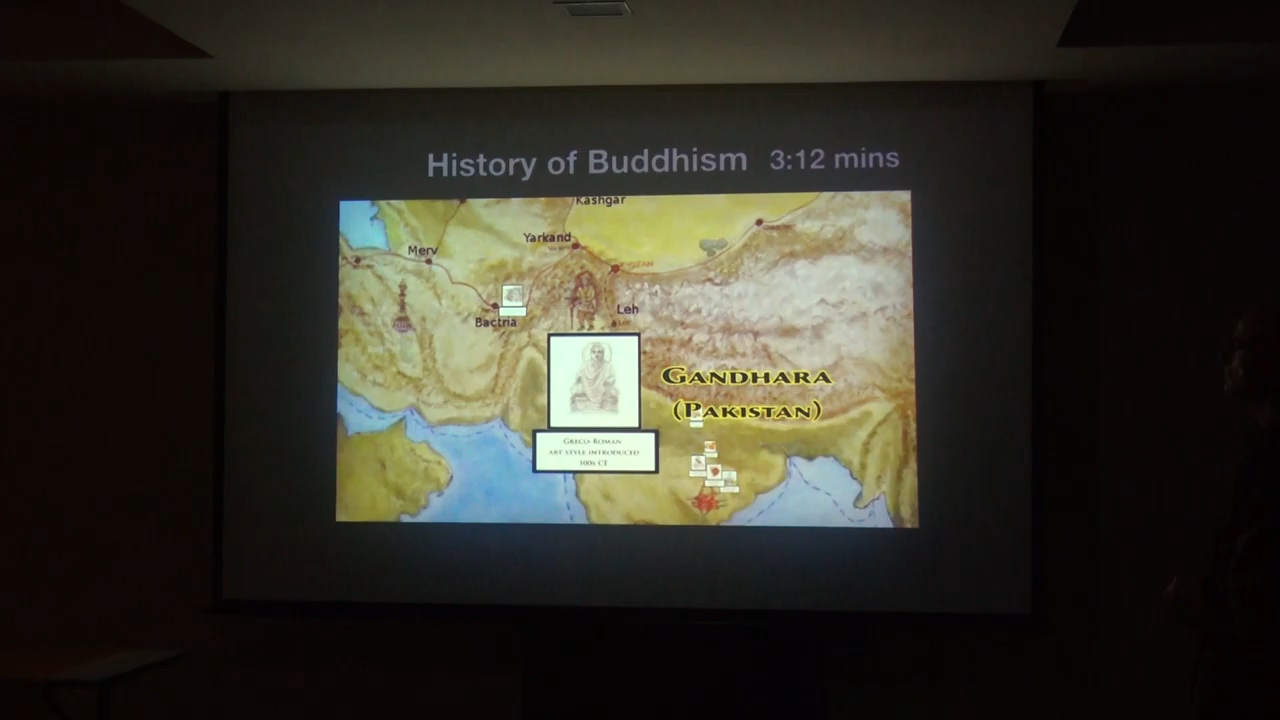 History of Buddhism 3:12 mins
Kashgar
Yarkand
Merv
Leh
Bactria
GANDHARA
(PAKISTAN)
GRECO-ROMAN
ART STYLE INTRODUCED
100s CE